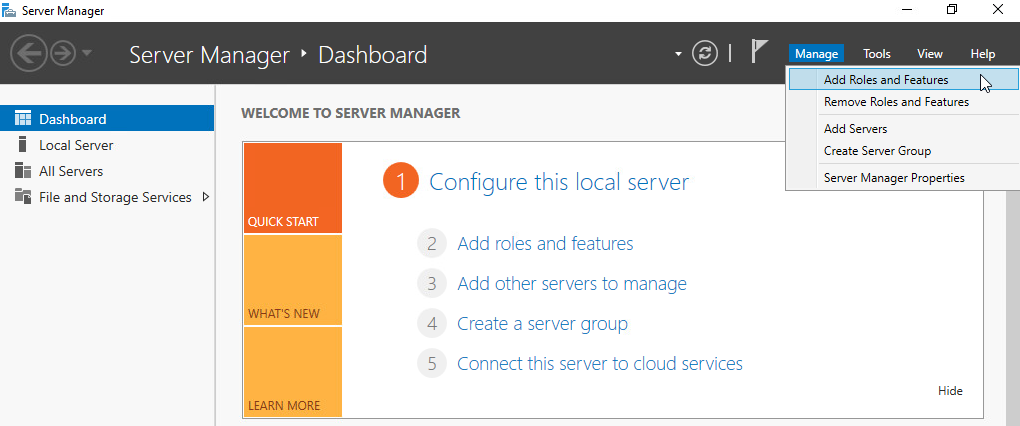 Server Manager
Server Manager ‣ Dashboard
Manage Tools View Help
Add Roles and Features
Remove Roles and Features
Add Servers
Create Server Group
Server Manager Properties
Dashboard
Local Server
All Servers
File and Storage Services
WELCOME TO SERVER MANAGER
QUICK START
WHAT'S NEW
LEARN MORE
1 Configure this local server
2 Add roles and features
3 Add other servers to manage
4 Create a server group
5 Connect this server to cloud services
Hide